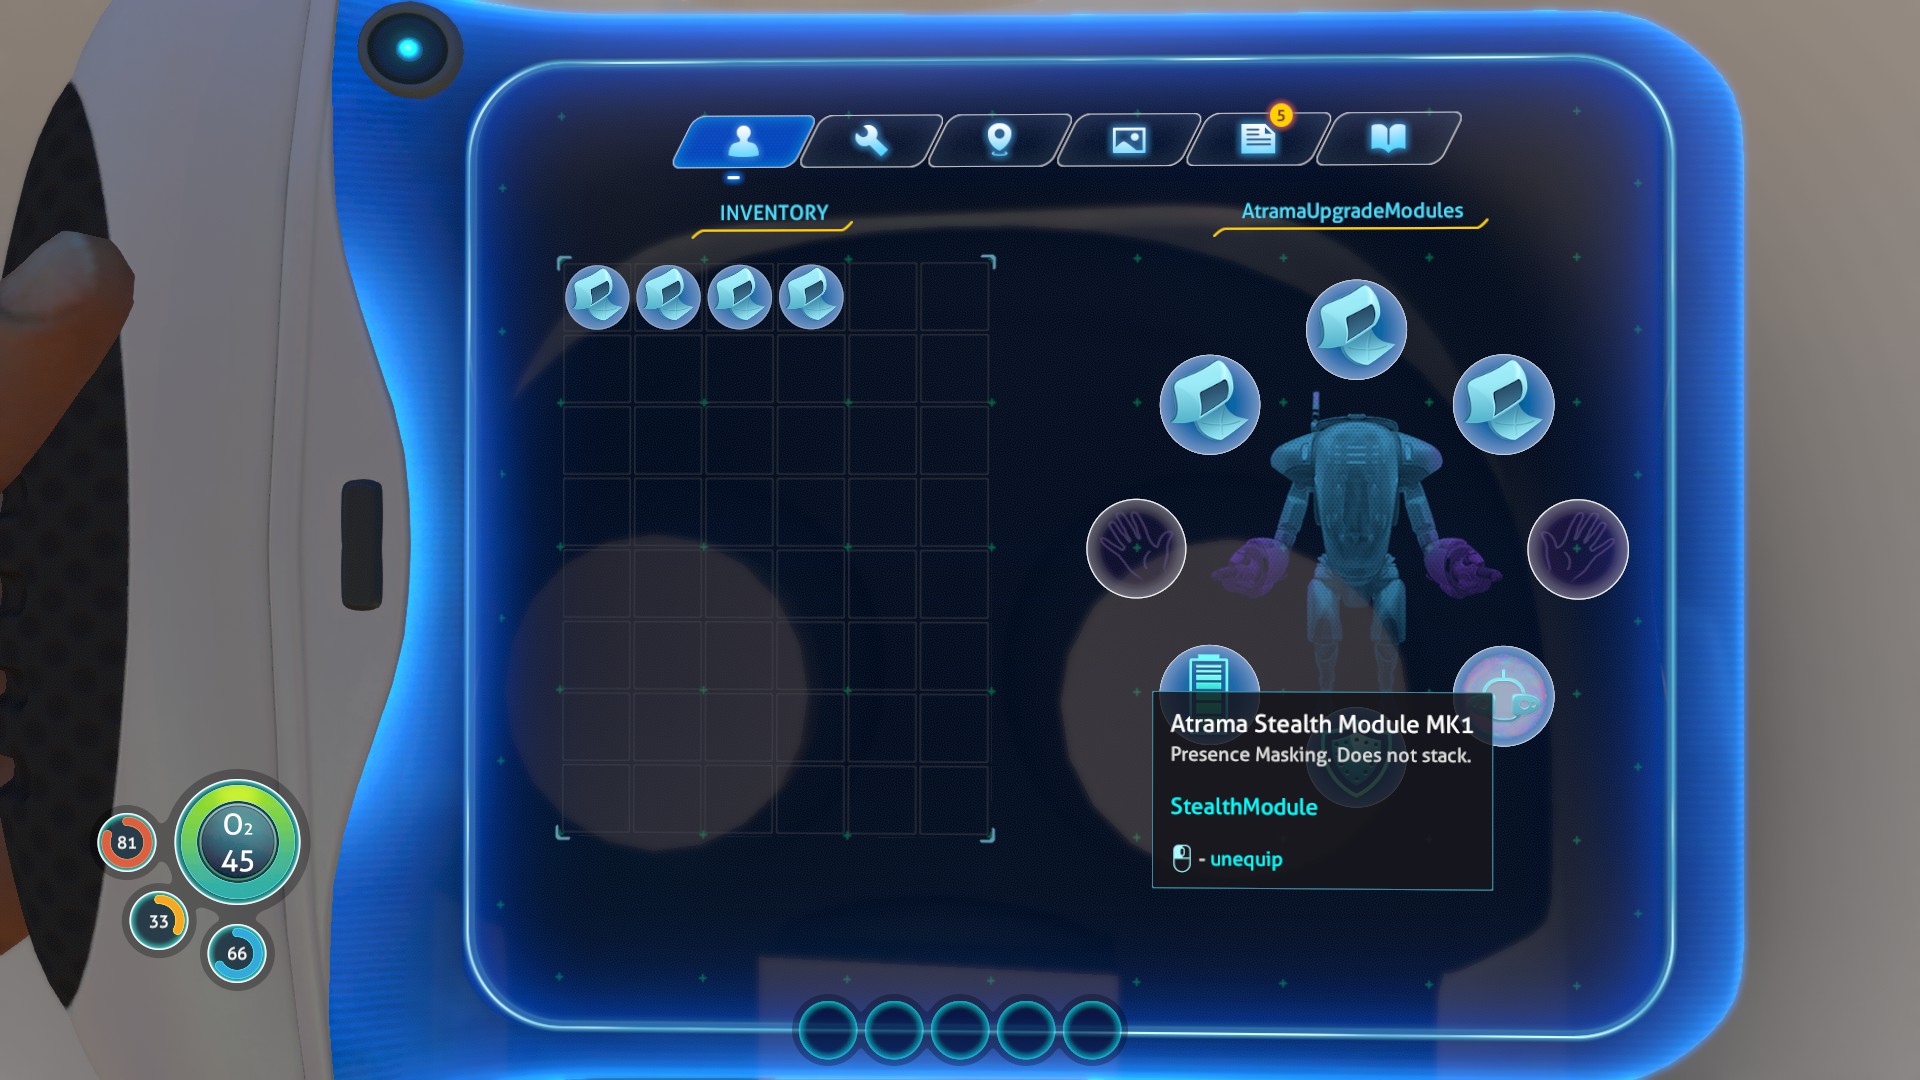 5
INVENTORY
AtramaUpgradeModules
Atrama Stealth Module MK1
Presence Masking. Does not stack.
StealthModule
- unequip
81
O₂
45
33
66